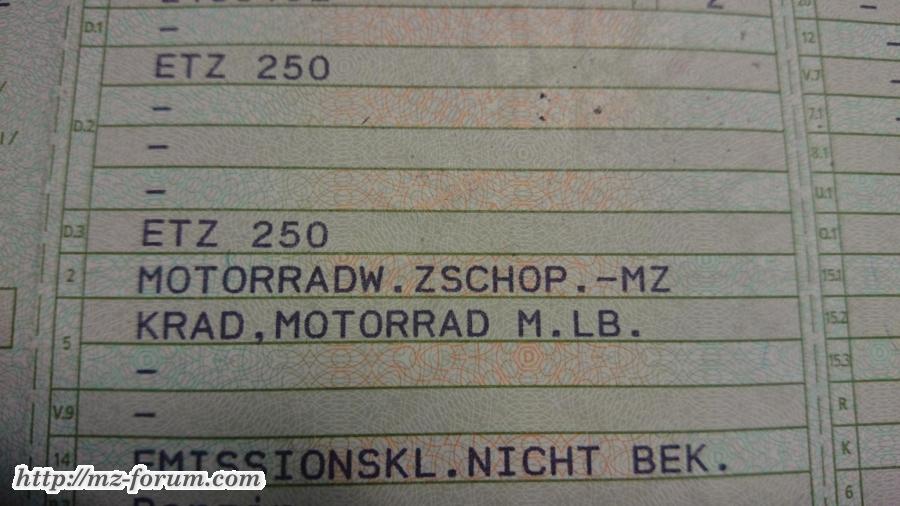 2
20
D.1
–
12
ETZ 250
V.7
–
D.2
7.1
–
8.1
–
U.1
D.3
ETZ 250
O.1
2
MOTORRADW.ZSCHOP.-MZ
15.1
KRAD,MOTORRAD M.LB.
15.2
5
–
15.3
V.9
–
R
14
EMISSIONSKL.NICHT BEK.
K
http://mz-forum.com
6